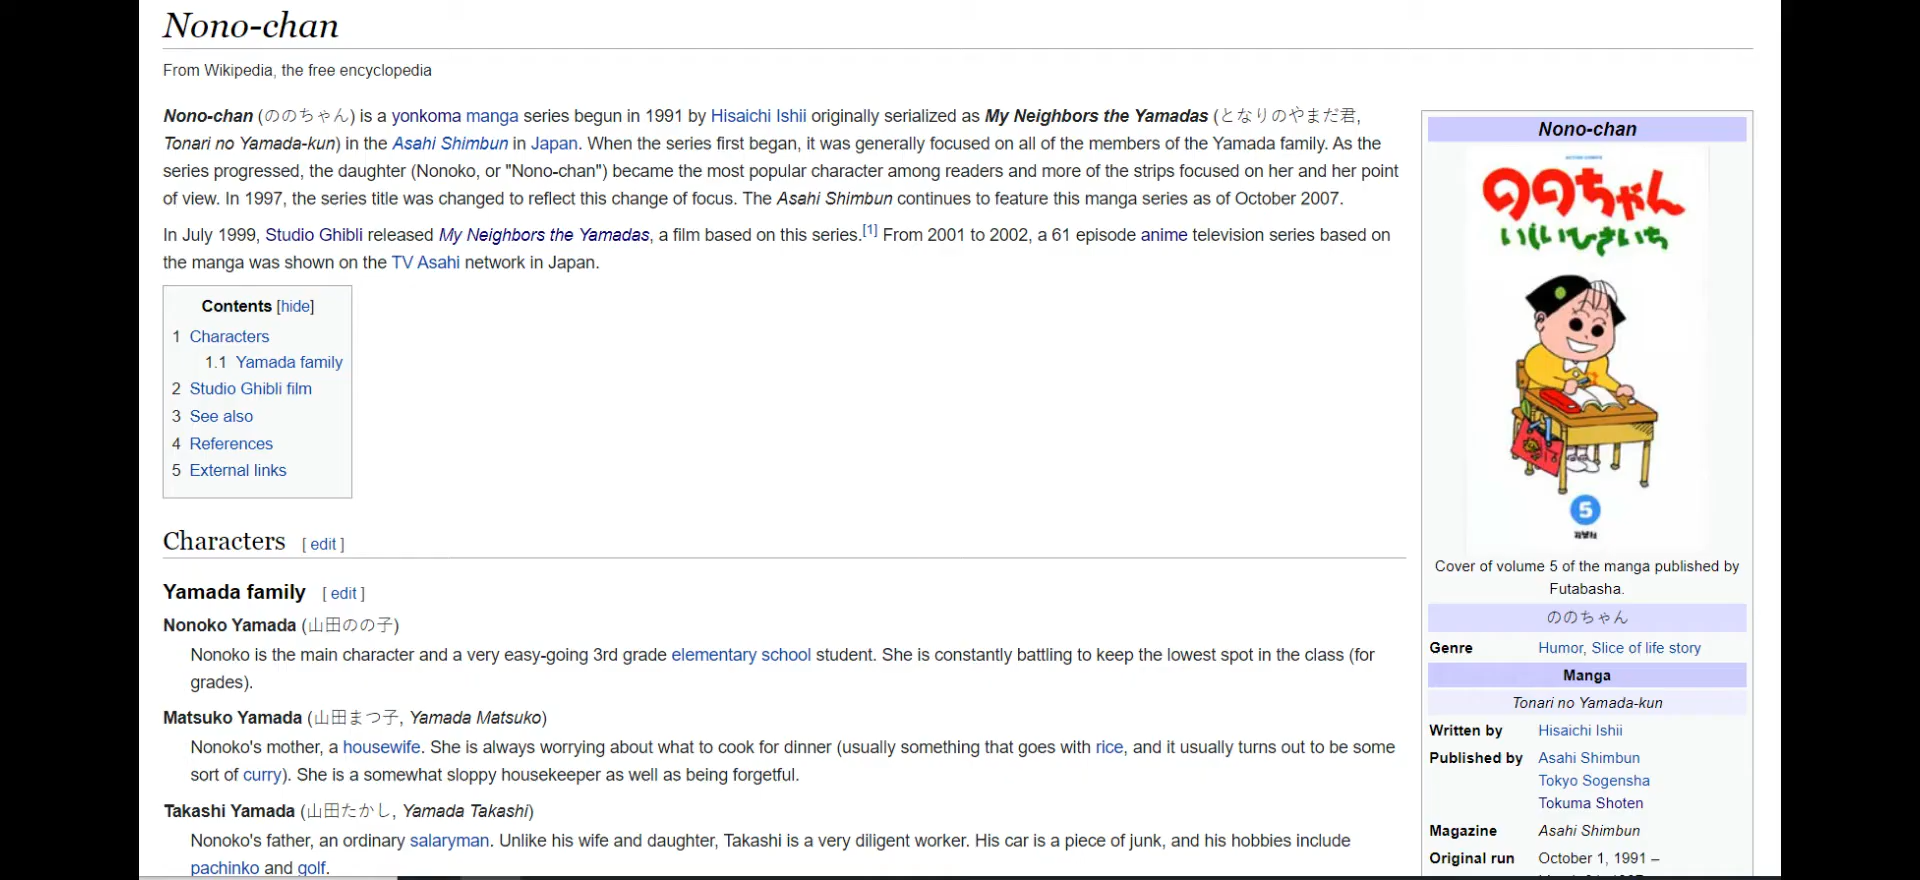 Nono-chan
From Wikipedia, the free encyclopedia
Nono-chan (ののちゃん) is a yonkoma manga series begun in 1991 by Hisaichi Ishii originally serialized as My Neighbors the Yamadas (となりのやまだ君,
Tonari no Yamada-kun) in the Asahi Shimbun in Japan. When the series first began, it was generally focused on all of the members of the Yamada family. As the
series progressed, the daughter (Nonoko, or "Nono-chan") became the most popular character among readers and more of the strips focused on her and her point
of view. In 1997, the series title was changed to reflect this change of focus. The Asahi Shimbun continues to feature this manga series as of October 2007.
In July 1999, Studio Ghibli released My Neighbors the Yamadas, a film based on this series.[1] From 2001 to 2002, a 61 episode anime television series based on
the manga was shown on the TV Asahi network in Japan.
Contents [hide]
1 Characters
1.1 Yamada family
2 Studio Ghibli film
3 See also
4 References
5 External links
Characters [ edit ]
Yamada family [ edit ]
Nonoko Yamada (山田のの子)
Nonoko is the main character and a very easy-going 3rd grade elementary school student. She is constantly battling to keep the lowest spot in the class (for
grades).
Matsuko Yamada (山田まつ子, Yamada Matsuko)
Nonoko's mother, a housewife. She is always worrying about what to cook for dinner (usually something that goes with rice, and it usually turns out to be some
sort of curry). She is a somewhat sloppy housekeeper as well as being forgetful.
Takashi Yamada (山田たかし, Yamada Takashi)
Nonoko's father, an ordinary salaryman. Unlike his wife and daughter, Takashi is a very diligent worker. His car is a piece of junk, and his hobbies include
pachinko and golf.
Nono-chan
ののちゃん
いしいひさいち
5
Cover of volume 5 of the manga published by
Futabasha.
ののちゃん
Genre Humor, Slice of life story
Manga
Tonari no Yamada-kun
Written by Hisaichi Ishii
Published by Asahi Shimbun
Tokyo Sogensha
Tokuma Shoten
Magazine Asahi Shimbun
Original run October 1, 1991 –